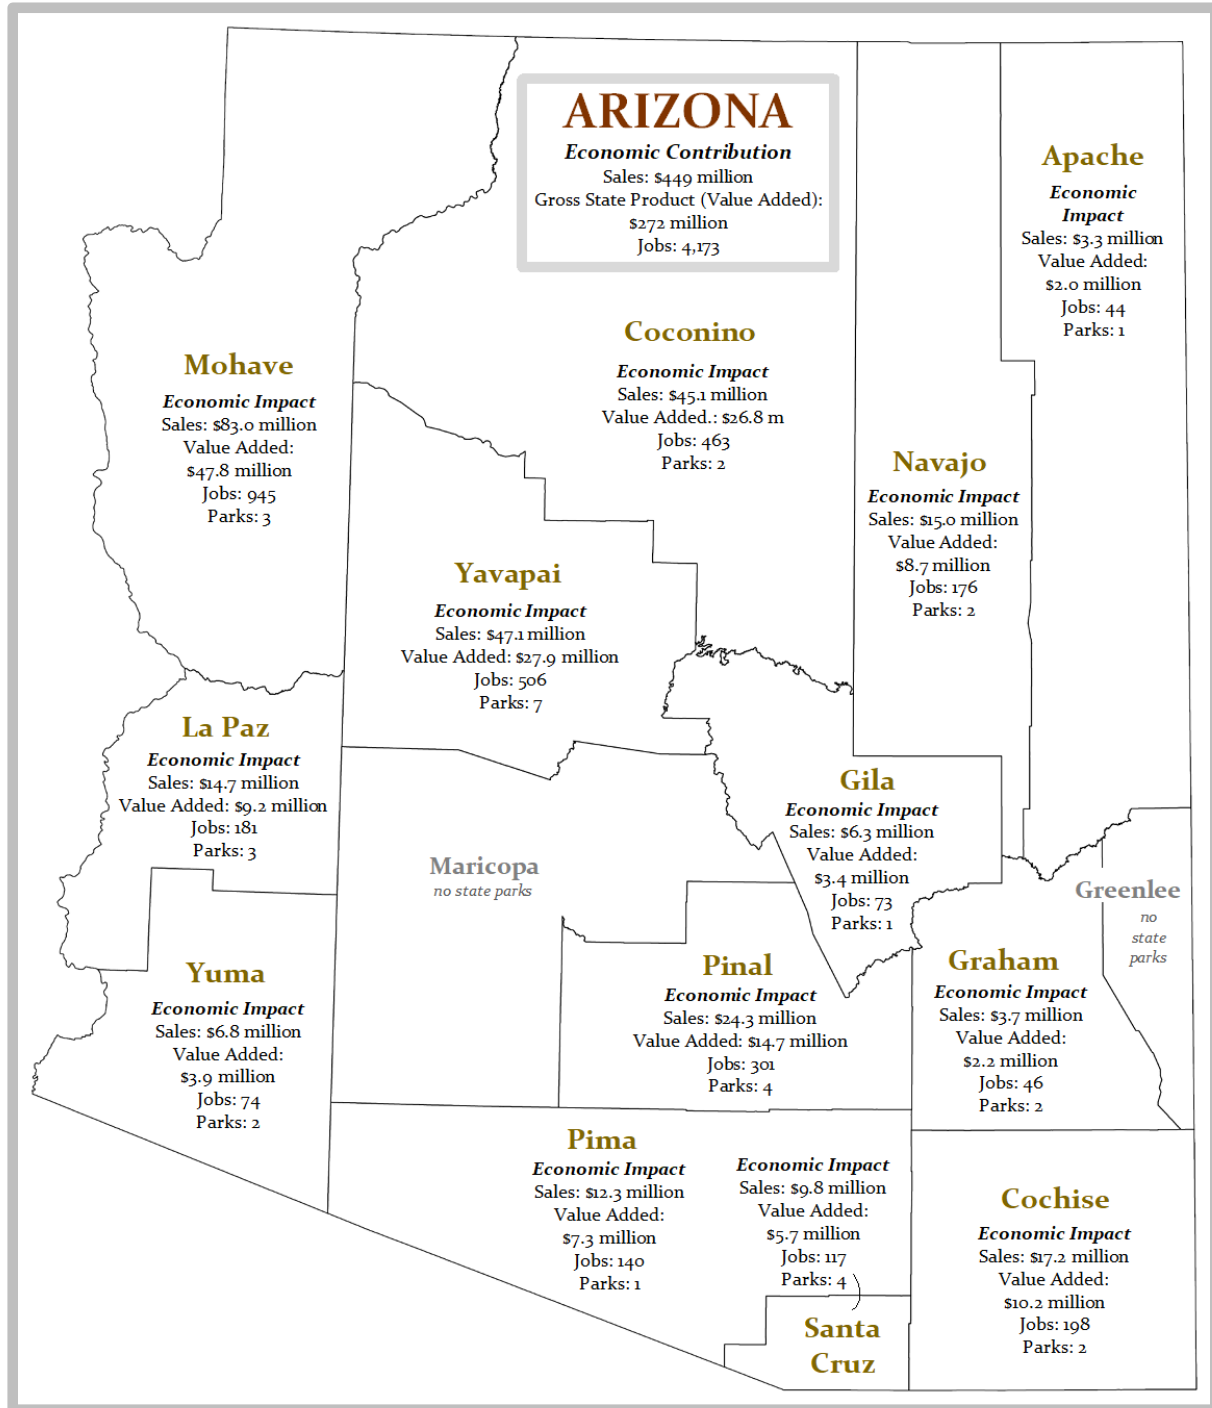 ARIZONA
Economic Contribution
Sales: $449 million
Gross State Product (Value Added):
$272 million
Jobs: 4,173
Apache
Economic
Impact
Sales: $3.3 million
Value Added:
$2.0 million
Jobs: 44
Parks: 1
Coconino
Economic Impact
Sales: $45.1 million
Value Added.: $26.8 m
Jobs: 463
Parks: 2
Mohave
Economic Impact
Sales: $83.0 million
Value Added:
$47.8 million
Jobs: 945
Parks: 3
Navajo
Economic Impact
Sales: $15.0 million
Value Added:
$8.7 million
Jobs: 176
Parks: 2
Yavapai
Economic Impact
Sales: $47.1 million
Value Added: $27.9 million
Jobs: 506
Parks: 7
La Paz
Economic Impact
Sales: $14.7 million
Value Added: $9.2 million
Jobs: 181
Parks: 3
Gila
Economic Impact
Sales: $6.3 million
Value Added:
$3.4 million
Jobs: 73
Parks: 1
Maricopa
no state parks
Greenlee
no
state
parks
Yuma
Economic Impact
Sales: $6.8 million
Value Added:
$3.9 million
Jobs: 74
Parks: 2
Pinal
Economic Impact
Sales: $24.3 million
Value Added: $14.7 million
Jobs: 301
Parks: 4
Graham
Economic Impact
Sales: $3.7 million
Value Added:
$2.2 million
Jobs: 46
Parks: 2
Pima
Economic Impact
Sales: $12.3 million
Value Added:
$7.3 million
Jobs: 140
Parks: 1
Economic Impact
Sales: $9.8 million
Value Added:
$5.7 million
Jobs: 117
Parks: 4
Santa
Cruz
Cochise
Economic Impact
Sales: $17.2 million
Value Added:
$10.2 million
Jobs: 198
Parks: 2